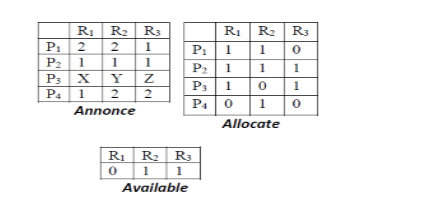 R₁ R₂ R₃
P₁ 2 2 1
P₂ 1 1 1
P₃ X Y Z
P₄ 1 2 2
Annonce
R₁ R₂ R₃
P₁ 1 1 0
P₂ 1 1 1
P₃ 1 0 1
P₄ 0 1 0
Allocate
R₁ R₂ R₃
0 1 1
Available